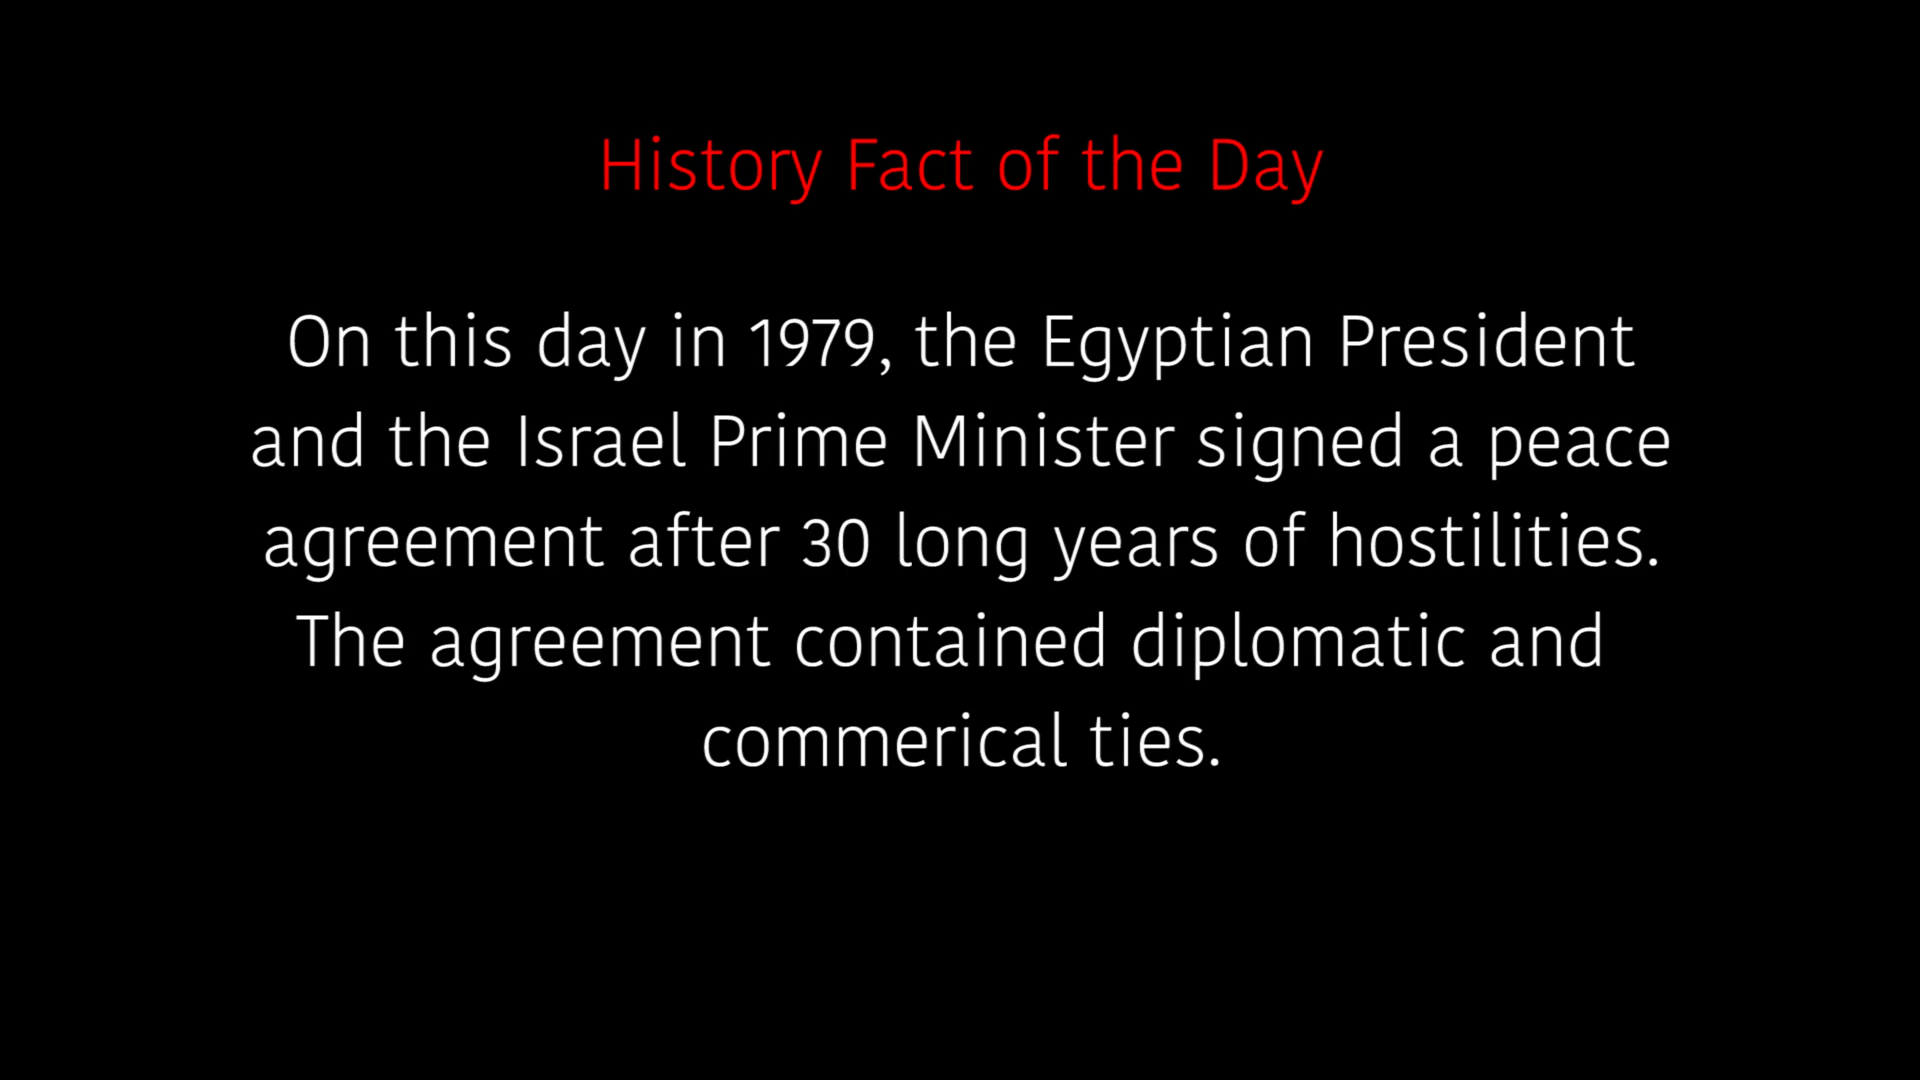 History Fact of the Day
On this day in 1979, the Egyptian President
and the Israel Prime Minister signed a peace
agreement after 30 long years of hostilities.
The agreement contained diplomatic and
commerical ties.